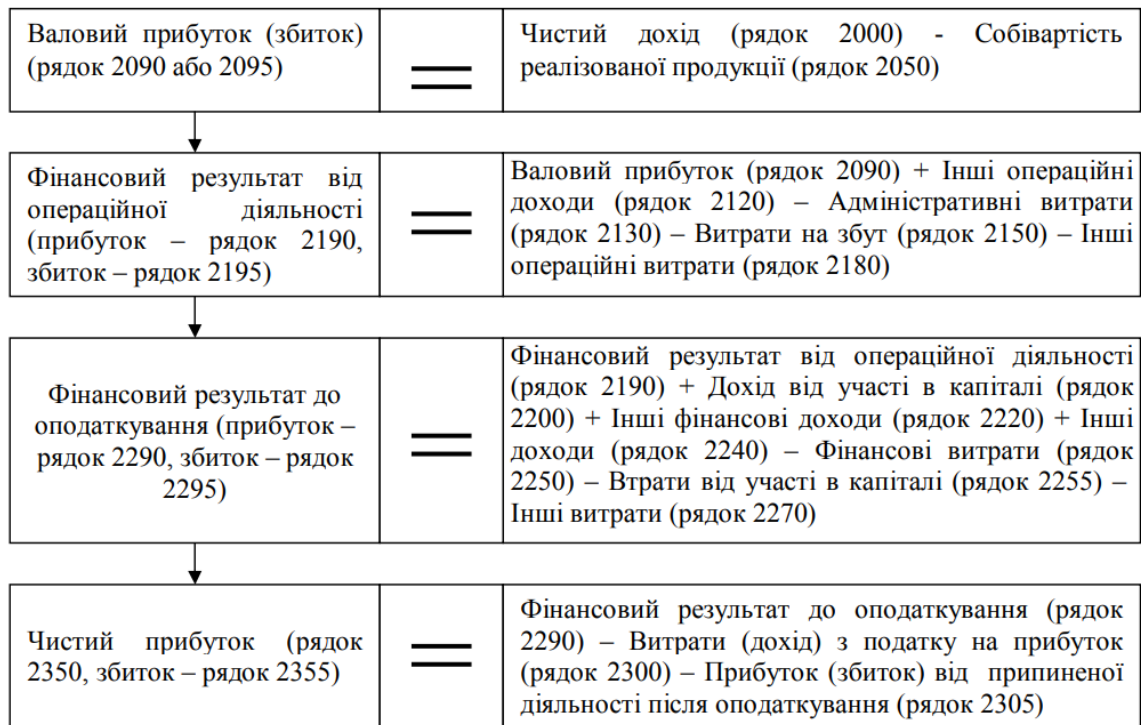 Валовий прибуток (збиток)
(рядок 2090 або 2095)
=
Чистий дохід (рядок 2000) - Собівартість
реалізованої продукції (рядок 2050)
Фінансовий результат від
операційної діяльності
(прибуток – рядок 2190,
збиток – рядок 2195)
=
Валовий прибуток (рядок 2090) + Інші операційні
доходи (рядок 2120) – Адміністративні витрати
(рядок 2130) – Витрати на збут (рядок 2150) – Інші
операційні витрати (рядок 2180)
Фінансовий результат до
оподаткування (прибуток –
рядок 2290, збиток – рядок
2295)
=
Фінансовий результат від операційної діяльності
(рядок 2190) + Дохід від участі в капіталі (рядок
2200) + Інші фінансові доходи (рядок 2220) + Інші
доходи (рядок 2240) – Фінансові витрати (рядок
2250) – Втрати від участі в капіталі (рядок 2255) –
Інші витрати (рядок 2270)
Чистий прибуток (рядок
2350, збиток – рядок 2355)
=
Фінансовий результат до оподаткування (рядок
2290) – Витрати (дохід) з податку на прибуток
(рядок 2300) – Прибуток (збиток) від припиненої
діяльності після оподаткування (рядок 2305)